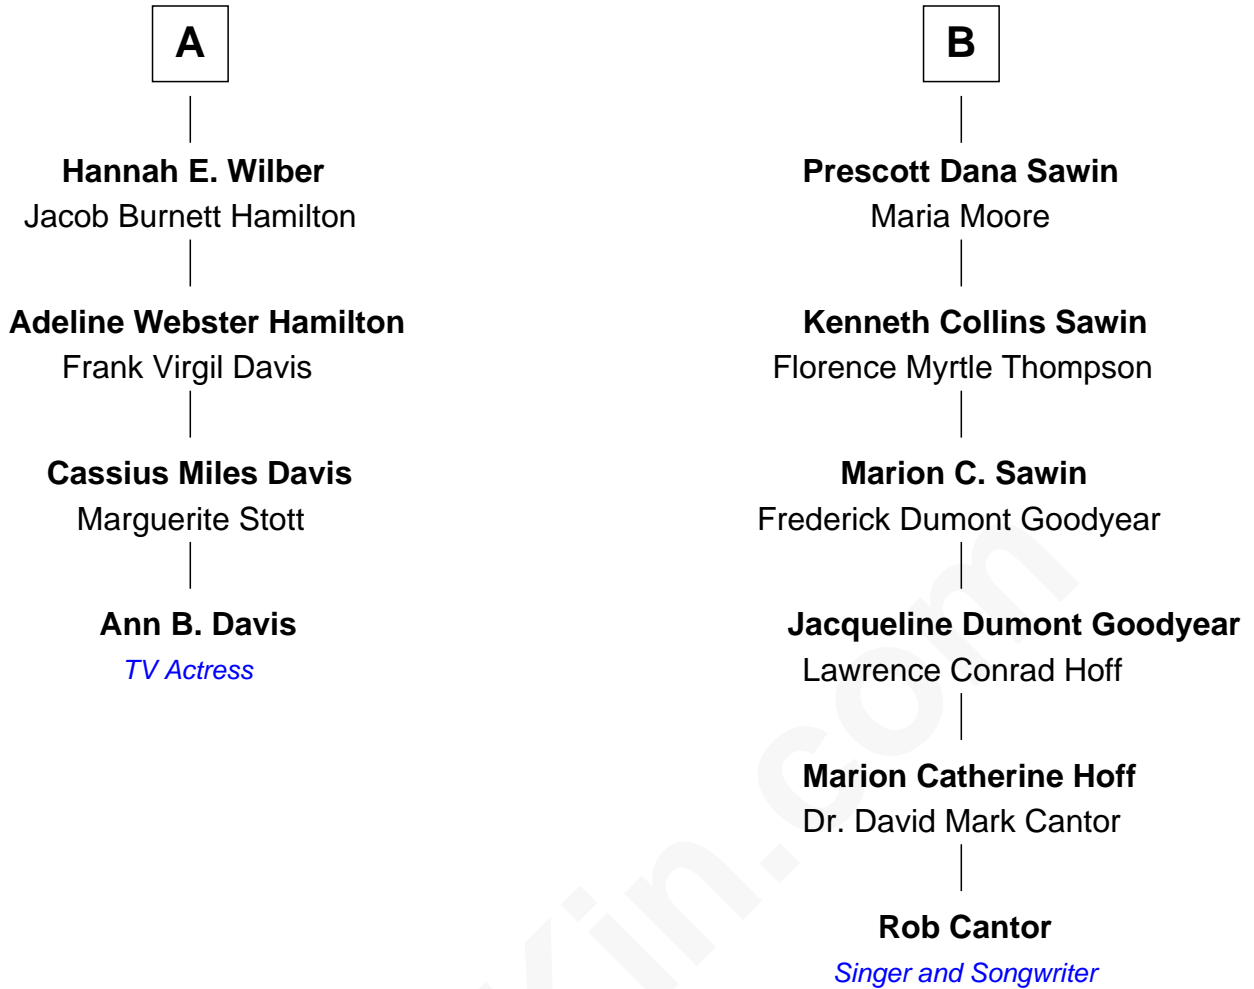 A
Hannah E. Wilber
Jacob Burnett Hamilton
Adeline Webster Hamilton
Frank Virgil Davis
Cassius Miles Davis
Marguerite Stott
Ann B. Davis
TV Actress
B
Prescott Dana Sawin
Maria Moore
Kenneth Collins Sawin
Florence Myrtle Thompson
Marion C. Sawin
Frederick Dumont Goodyear
Jacqueline Dumont Goodyear
Lawrence Conrad Hoff
Marion Catherine Hoff
Dr. David Mark Cantor
Rob Cantor
Singer and Songwriter
Kin.com